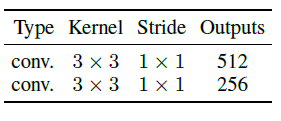 Type Kernel Stride Outputs
conv. 3 × 3 1 × 1 512
conv. 3 × 3 1 × 1 256